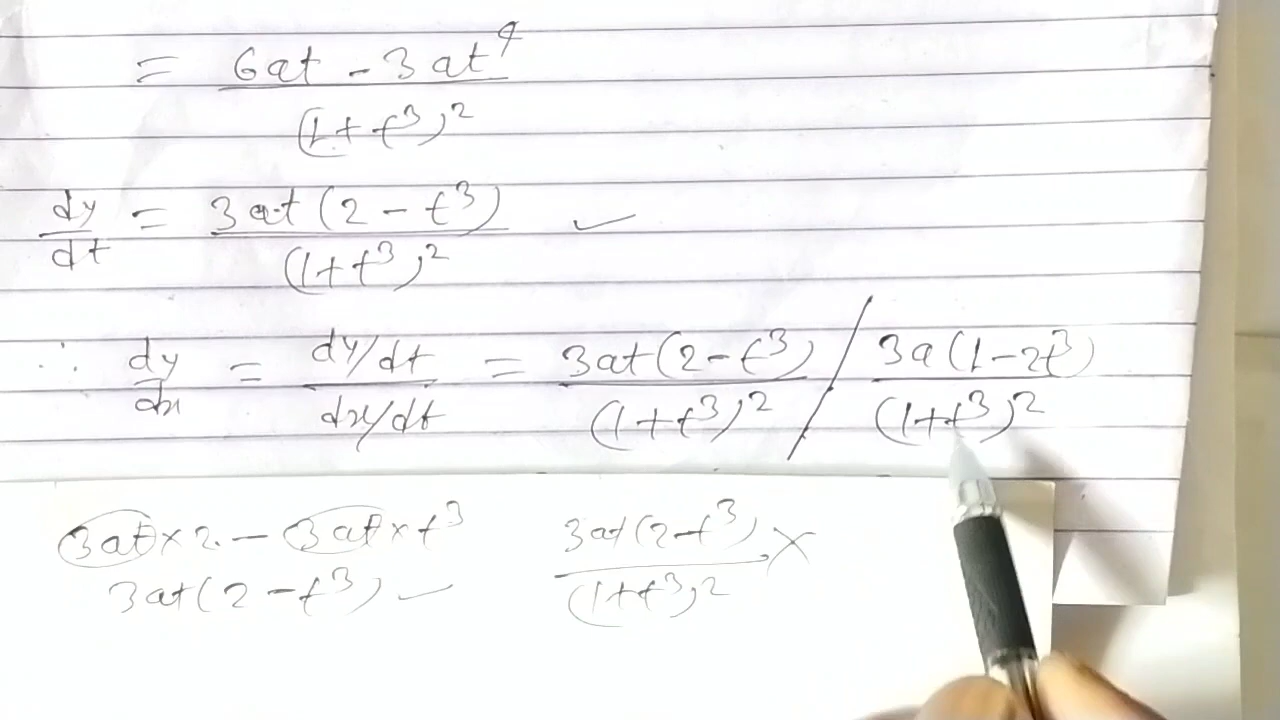 = 6at - 3at⁴ / (1+t³)²
dy/dt = 3at(2-t³) / (1+t³)² ✓
∴ dy/dx = dy/dt / dx/dt = 3at(2-t³) / (1+t³)² / 3a(1-2t³) / (1+t³)²
3at×2 - 3at×t³
3at(2-t³) ✓
3at(2-t³) / (1+t³)² ×